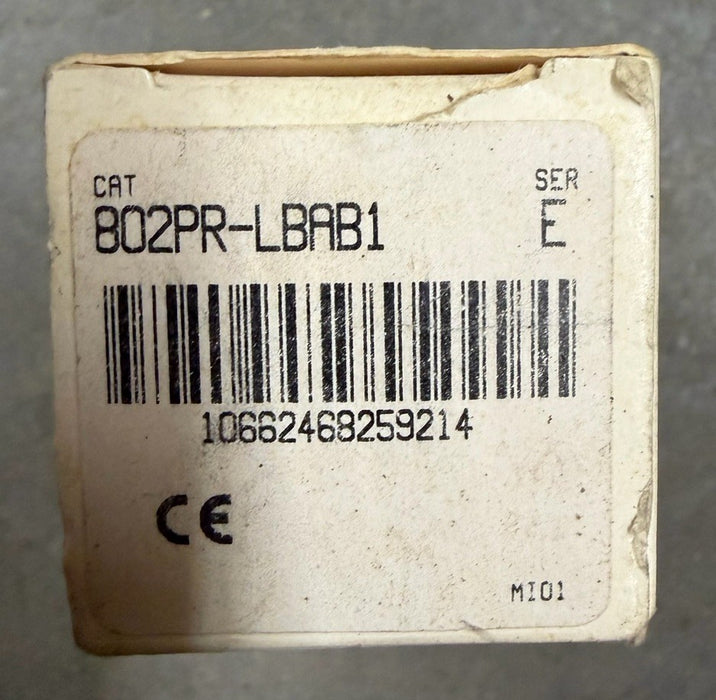 CAT
802PR-LBAB1
SER
E
10662468259214
CE
MI01